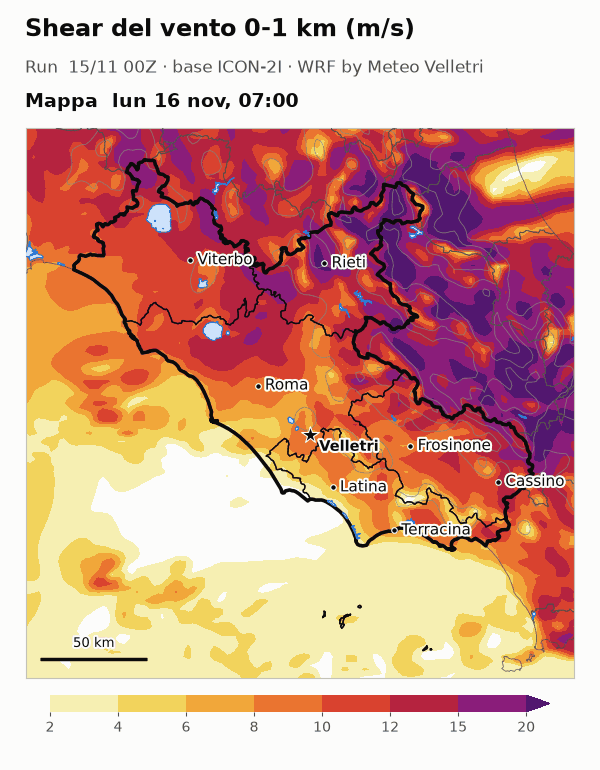 Shear del vento 0-1 km (m/s)
Run 15/11 00Z · base ICON-2I · WRF by Meteo Velletri
Mappa lun 16 nov, 07:00
Viterbo
Rieti
Roma
Velletri
Frosinone
Cassino
Latina
Terracina
50 km
2 4 6 8 10 12 15 20